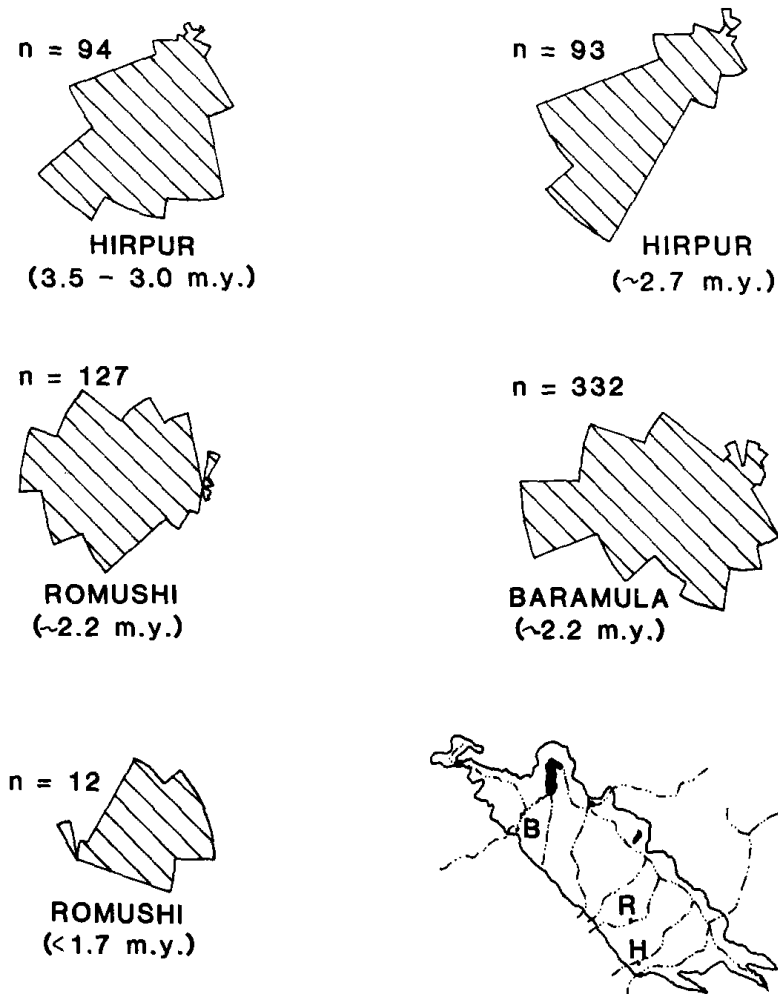 n = 94
HIRPUR
(3.5 - 3.0 m.y.)
n = 93
HIRPUR
(~2.7 m.y.)
n = 127
ROMUSHI
(~2.2 m.y.)
n = 332
BARAMULA
(~2.2 m.y.)
n = 12
ROMUSHI
(<1.7 m.y.)
B
R
H